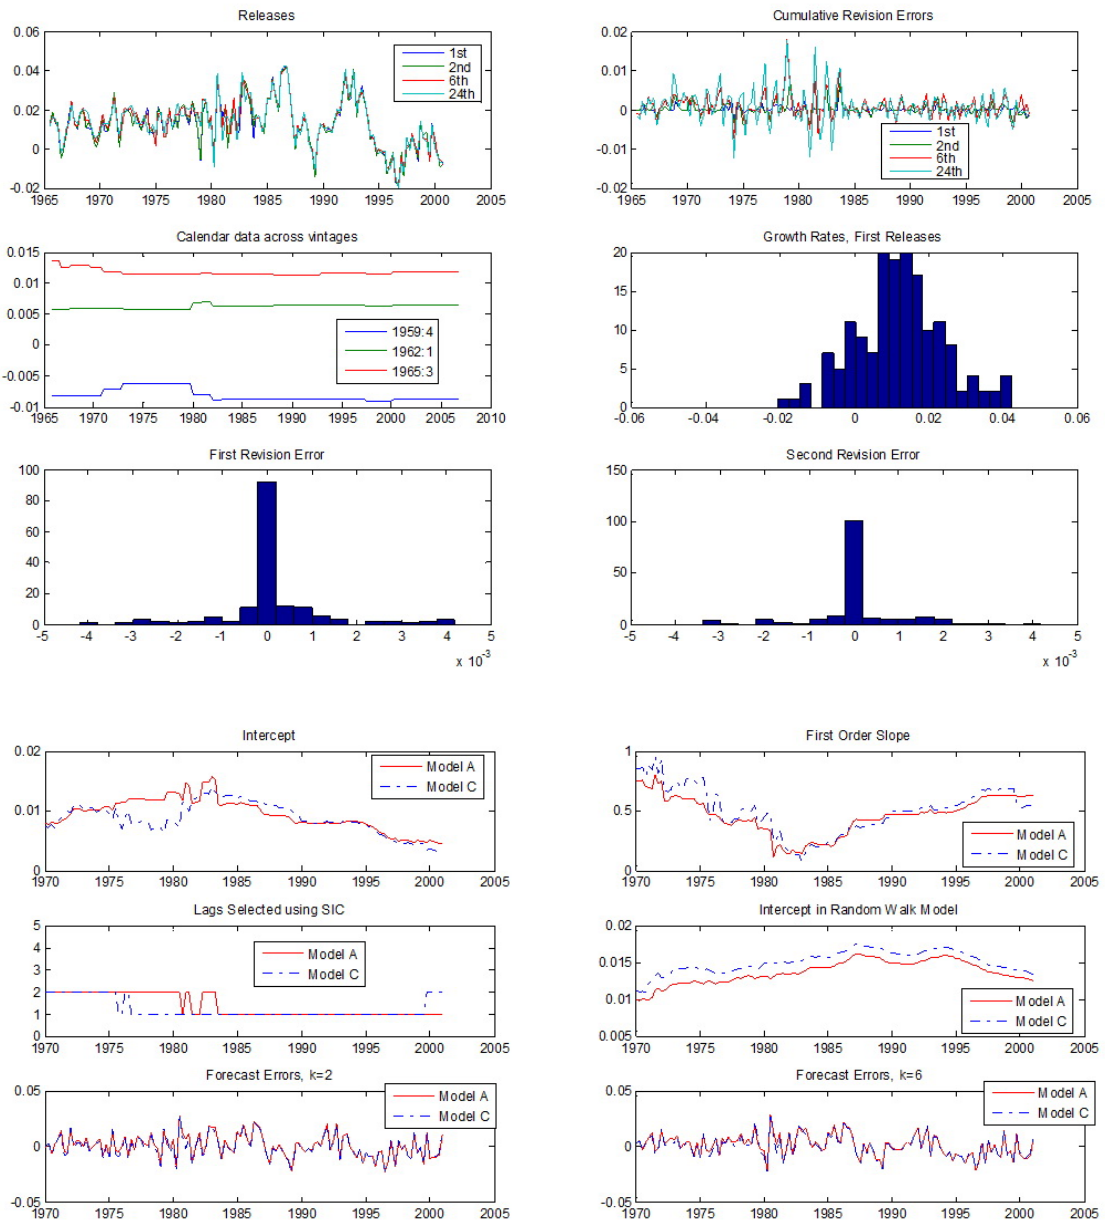 Releases
0.06
0.04
0.02
0
-0.02
1965 1970 1975 1980 1985 1990 1995 2000 2005
1st
2nd
6th
24th
Cumulative Revision Errors
0.02
0.01
0
-0.01
-0.02
1965 1970 1975 1980 1985 1990 1995 2000 2005
1st
2nd
6th
24th
Calendar data across vintages
0.015
0.01
0.005
0
-0.005
-0.01
1965 1970 1975 1980 1985 1990 1995 2000 2005 2010
1959:4
1962:1
1965:3
Growth Rates, First Releases
20
15
10
5
0
-0.06 -0.04 -0.02 0 0.02 0.04 0.06
First Revision Error
100
80
60
40
20
0
-5 -4 -3 -2 -1 0 1 2 3 4 5
x 10-3
Second Revision Error
150
100
50
0
-5 -4 -3 -2 -1 0 1 2 3 4 5
x 10-3
Intercept
0.02
0.01
0
1970 1975 1980 1985 1990 1995 2000 2005
Model A
Model C
First Order Slope
1
0.5
0
1970 1975 1980 1985 1990 1995 2000 2005
Model A
Model C
Lags Selected using SIC
5
4
3
2
1
0
1970 1975 1980 1985 1990 1995 2000 2005
Model A
Model C
Intercept in Random Walk Model
0.02
0.015
0.01
0.005
1970 1975 1980 1985 1990 1995 2000 2005
Model A
Model C
Forecast Errors, k=2
0.05
0
-0.05
1970 1975 1980 1985 1990 1995 2000 2005
Model A
Model C
Forecast Errors, k=6
0.05
0
-0.05
1970 1975 1980 1985 1990 1995 2000 2005
Model A
Model C